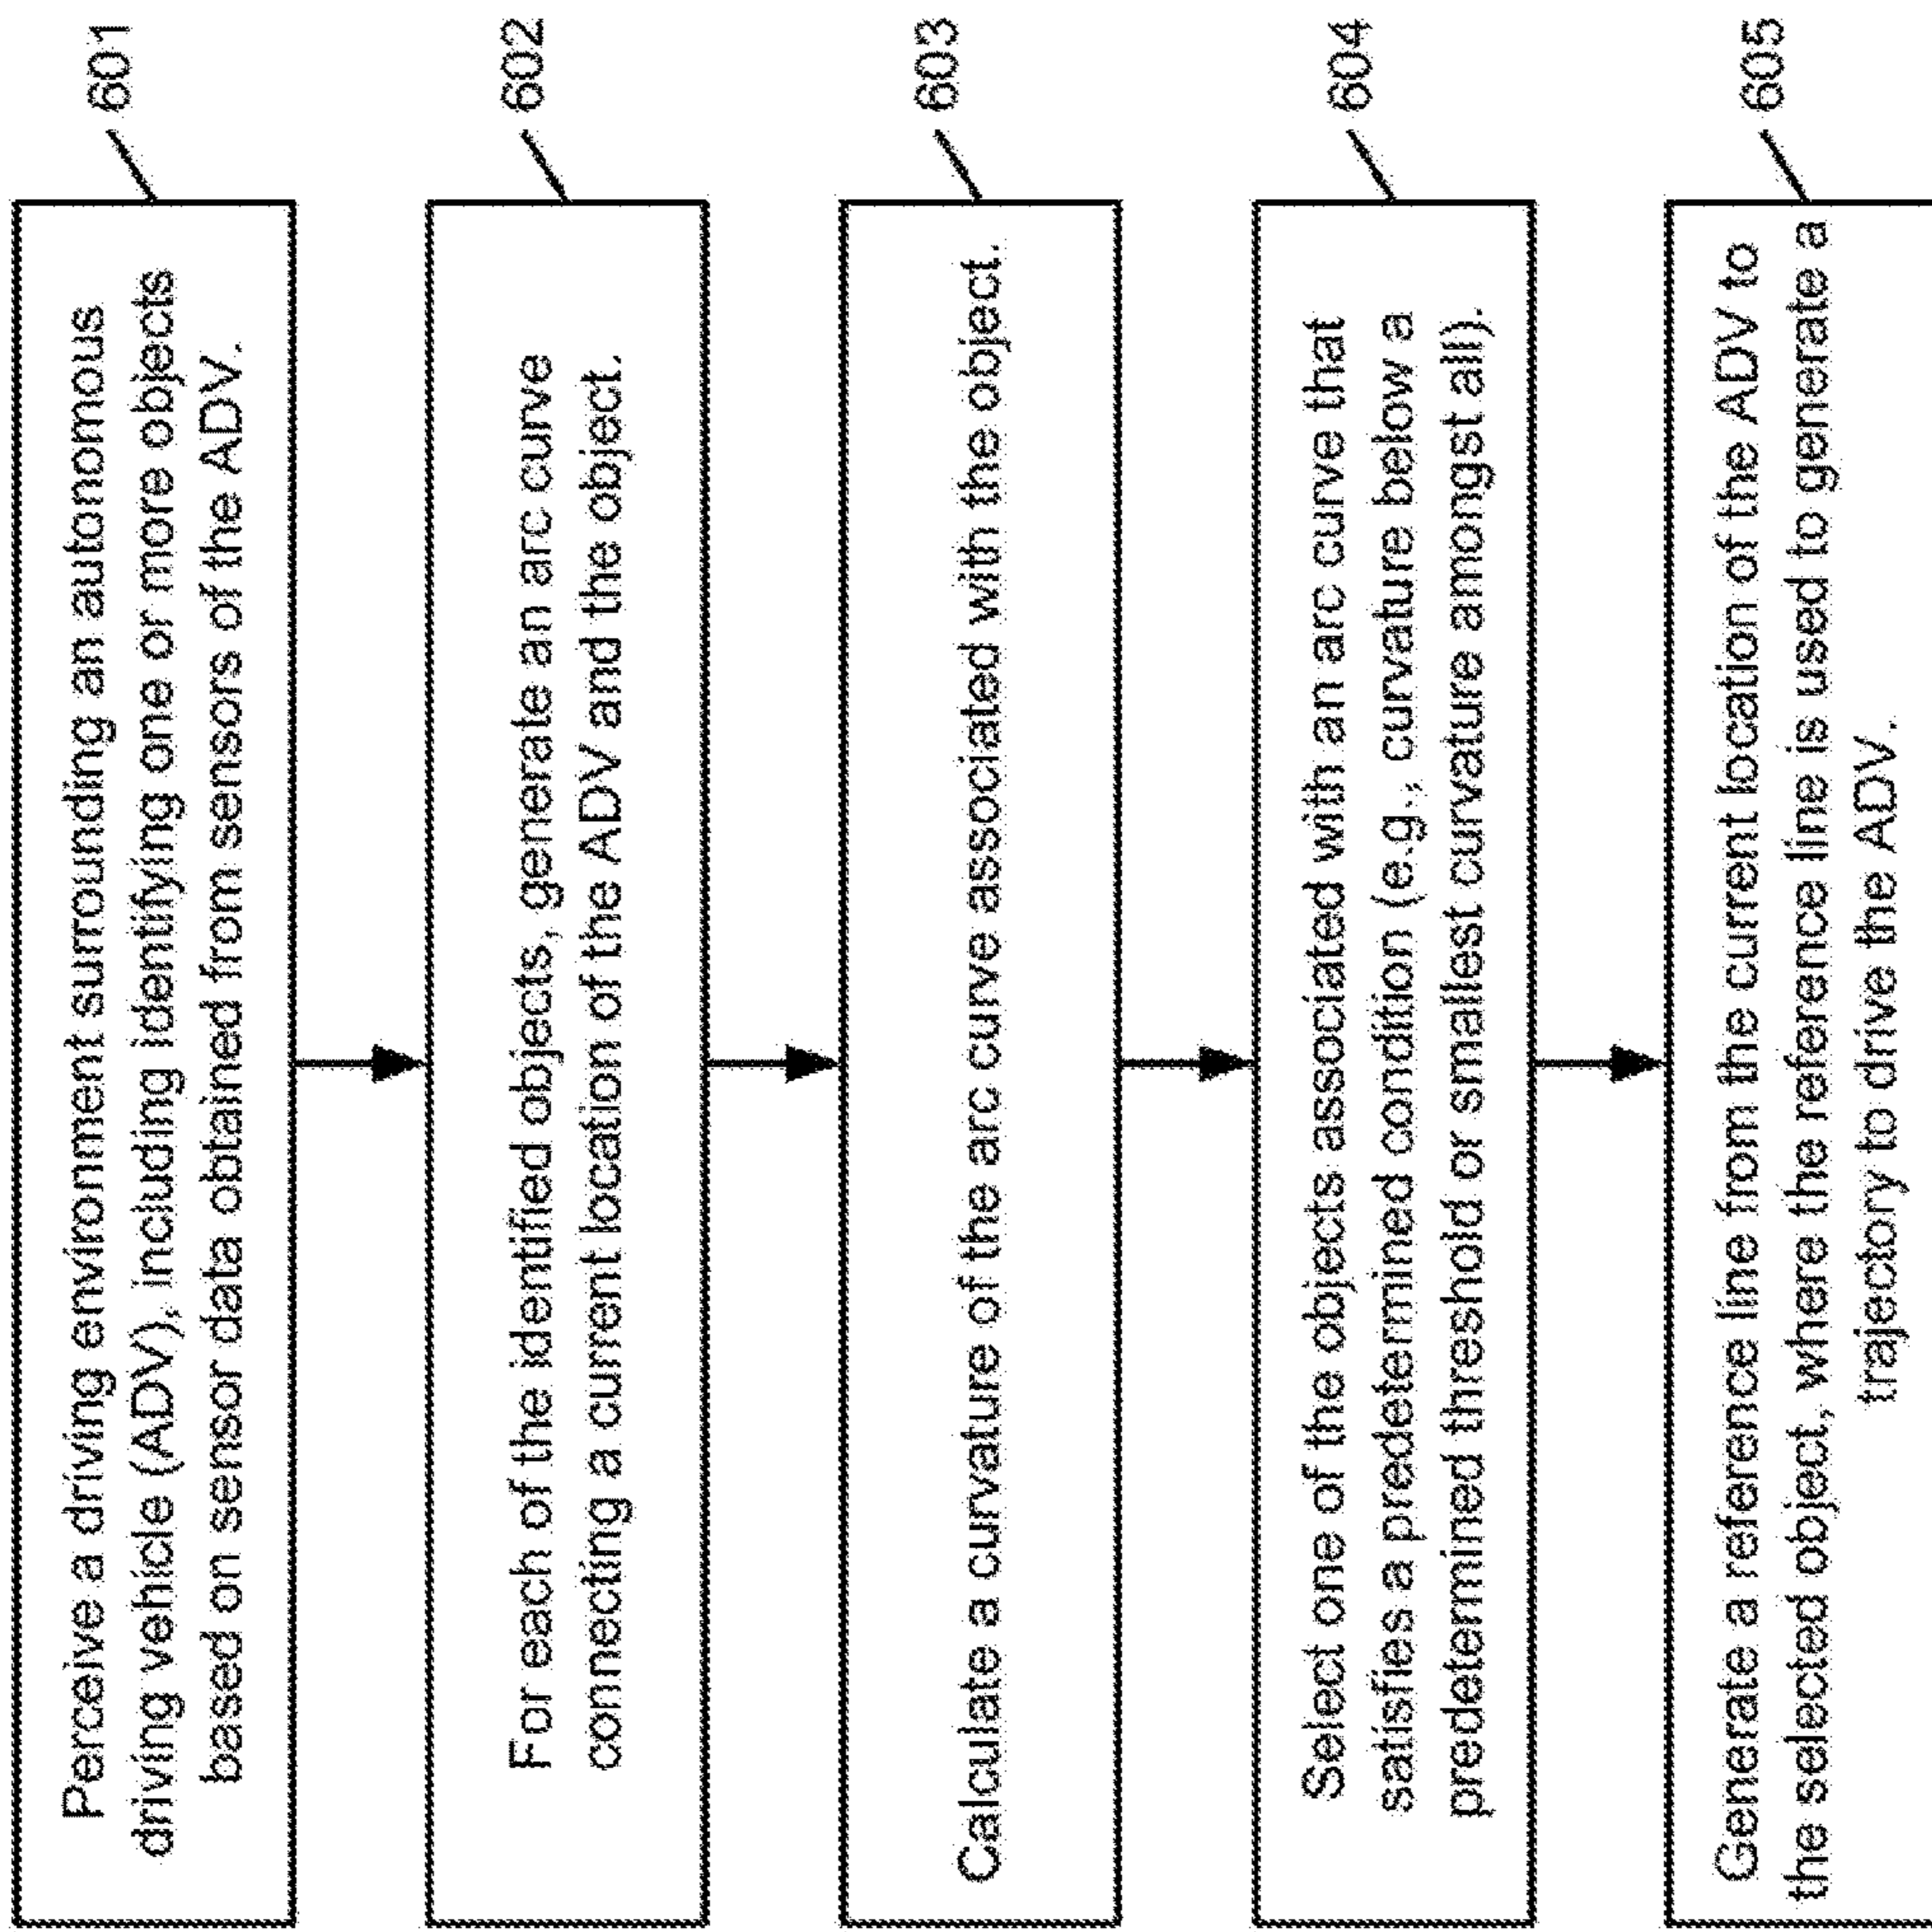 601
Perceive a driving environment surrounding an autonomous
driving vehicle (ADV), including identifying one or more objects
based on sensor data obtained from sensors of the ADV.
602
For each of the identified objects, generate an arc curve
connecting a current location of the ADV and the object.
603
Calculate a curvature of the arc curve associated with the object.
604
Select one of the objects associated with an arc curve that
satisfies a predetermined condition (e.g., curvature below a
predetermined threshold or smallest curvature amongst all).
605
Generate a reference line from the current location of the ADV to
the selected object, where the reference line is used to generate a
trajectory to drive the ADV.